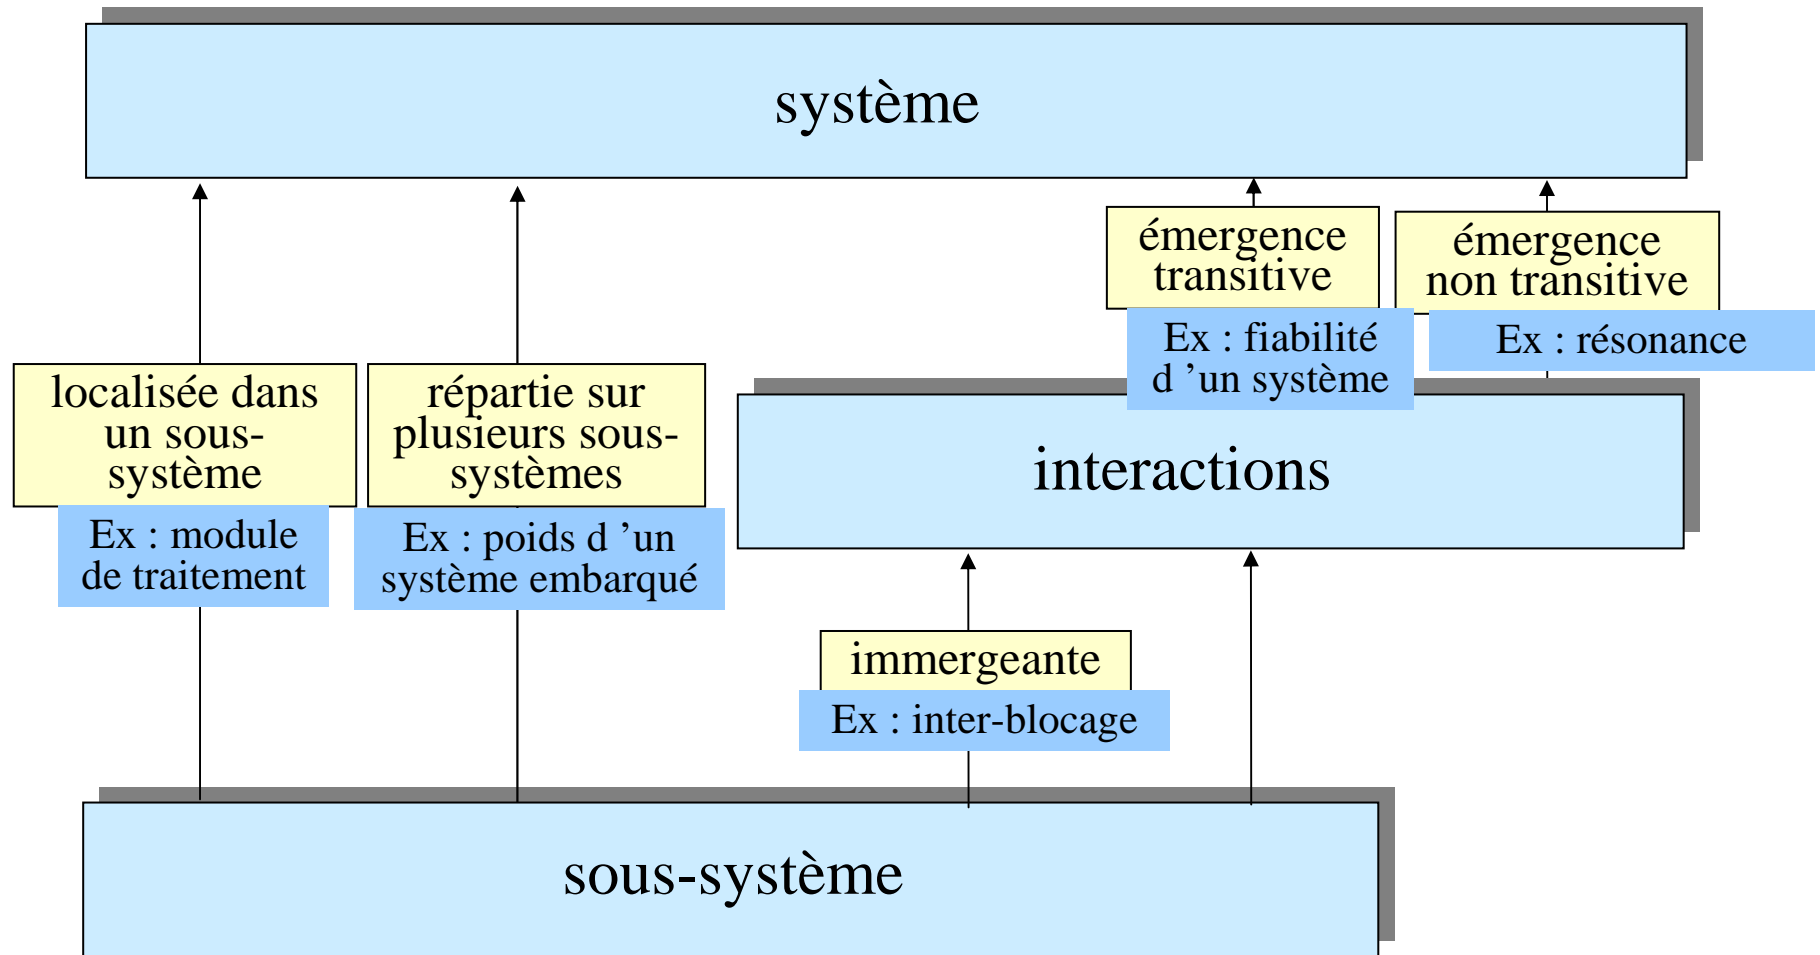 système
émergence
transitive
Ex : fiabilité
d ’un système
émergence
non transitive
Ex : résonance
localisée dans
un sous-
système
Ex : module
de traitement
répartie sur
plusieurs sous-
systèmes
Ex : poids d ’un
système embarqué
interactions
immergeante
Ex : inter-blocage
sous-système